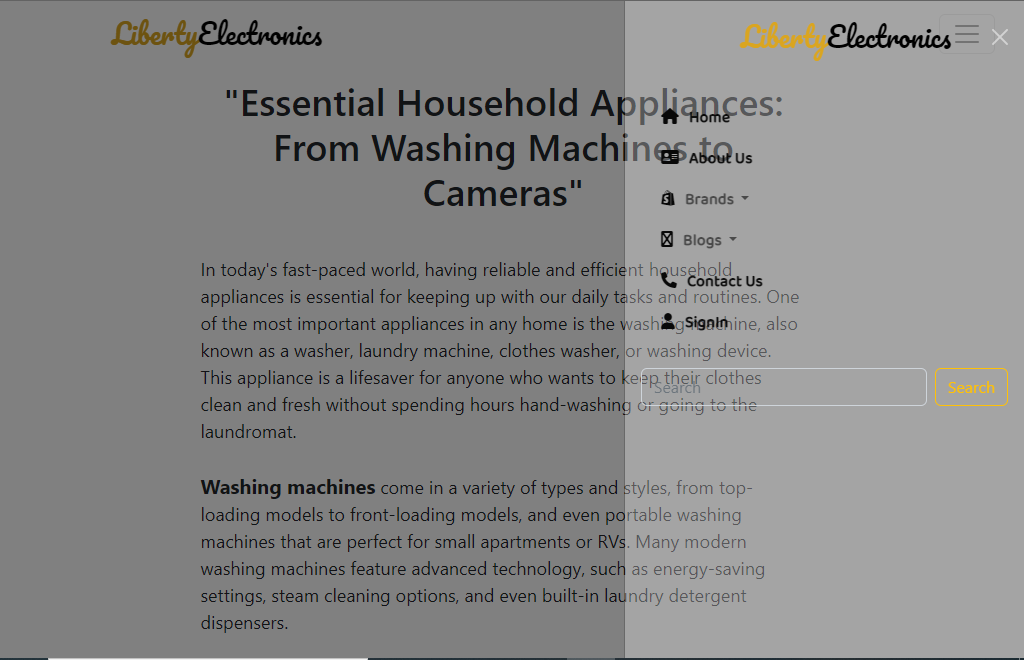 LibertyElectronics
LibertyElectronics
"Essential Household Appliances:
From Washing Machines to
Cameras"
Home
About Us
Brands
Blogs
Contact Us
SignIn
Search
Search
In today's fast-paced world, having reliable and efficient household
appliances is essential for keeping up with our daily tasks and routines. One
of the most important appliances in any home is the washing machine, also
known as a washer, laundry machine, clothes washer, or washing device.
This appliance is a lifesaver for anyone who wants to keep their clothes
clean and fresh without spending hours hand-washing or going to the
laundromat.
Washing machines come in a variety of types and styles, from top-
loading models to front-loading models, and even portable washing
machines that are perfect for small apartments or RVs. Many modern
washing machines feature advanced technology, such as energy-saving
settings, steam cleaning options, and even built-in laundry detergent
dispensers.